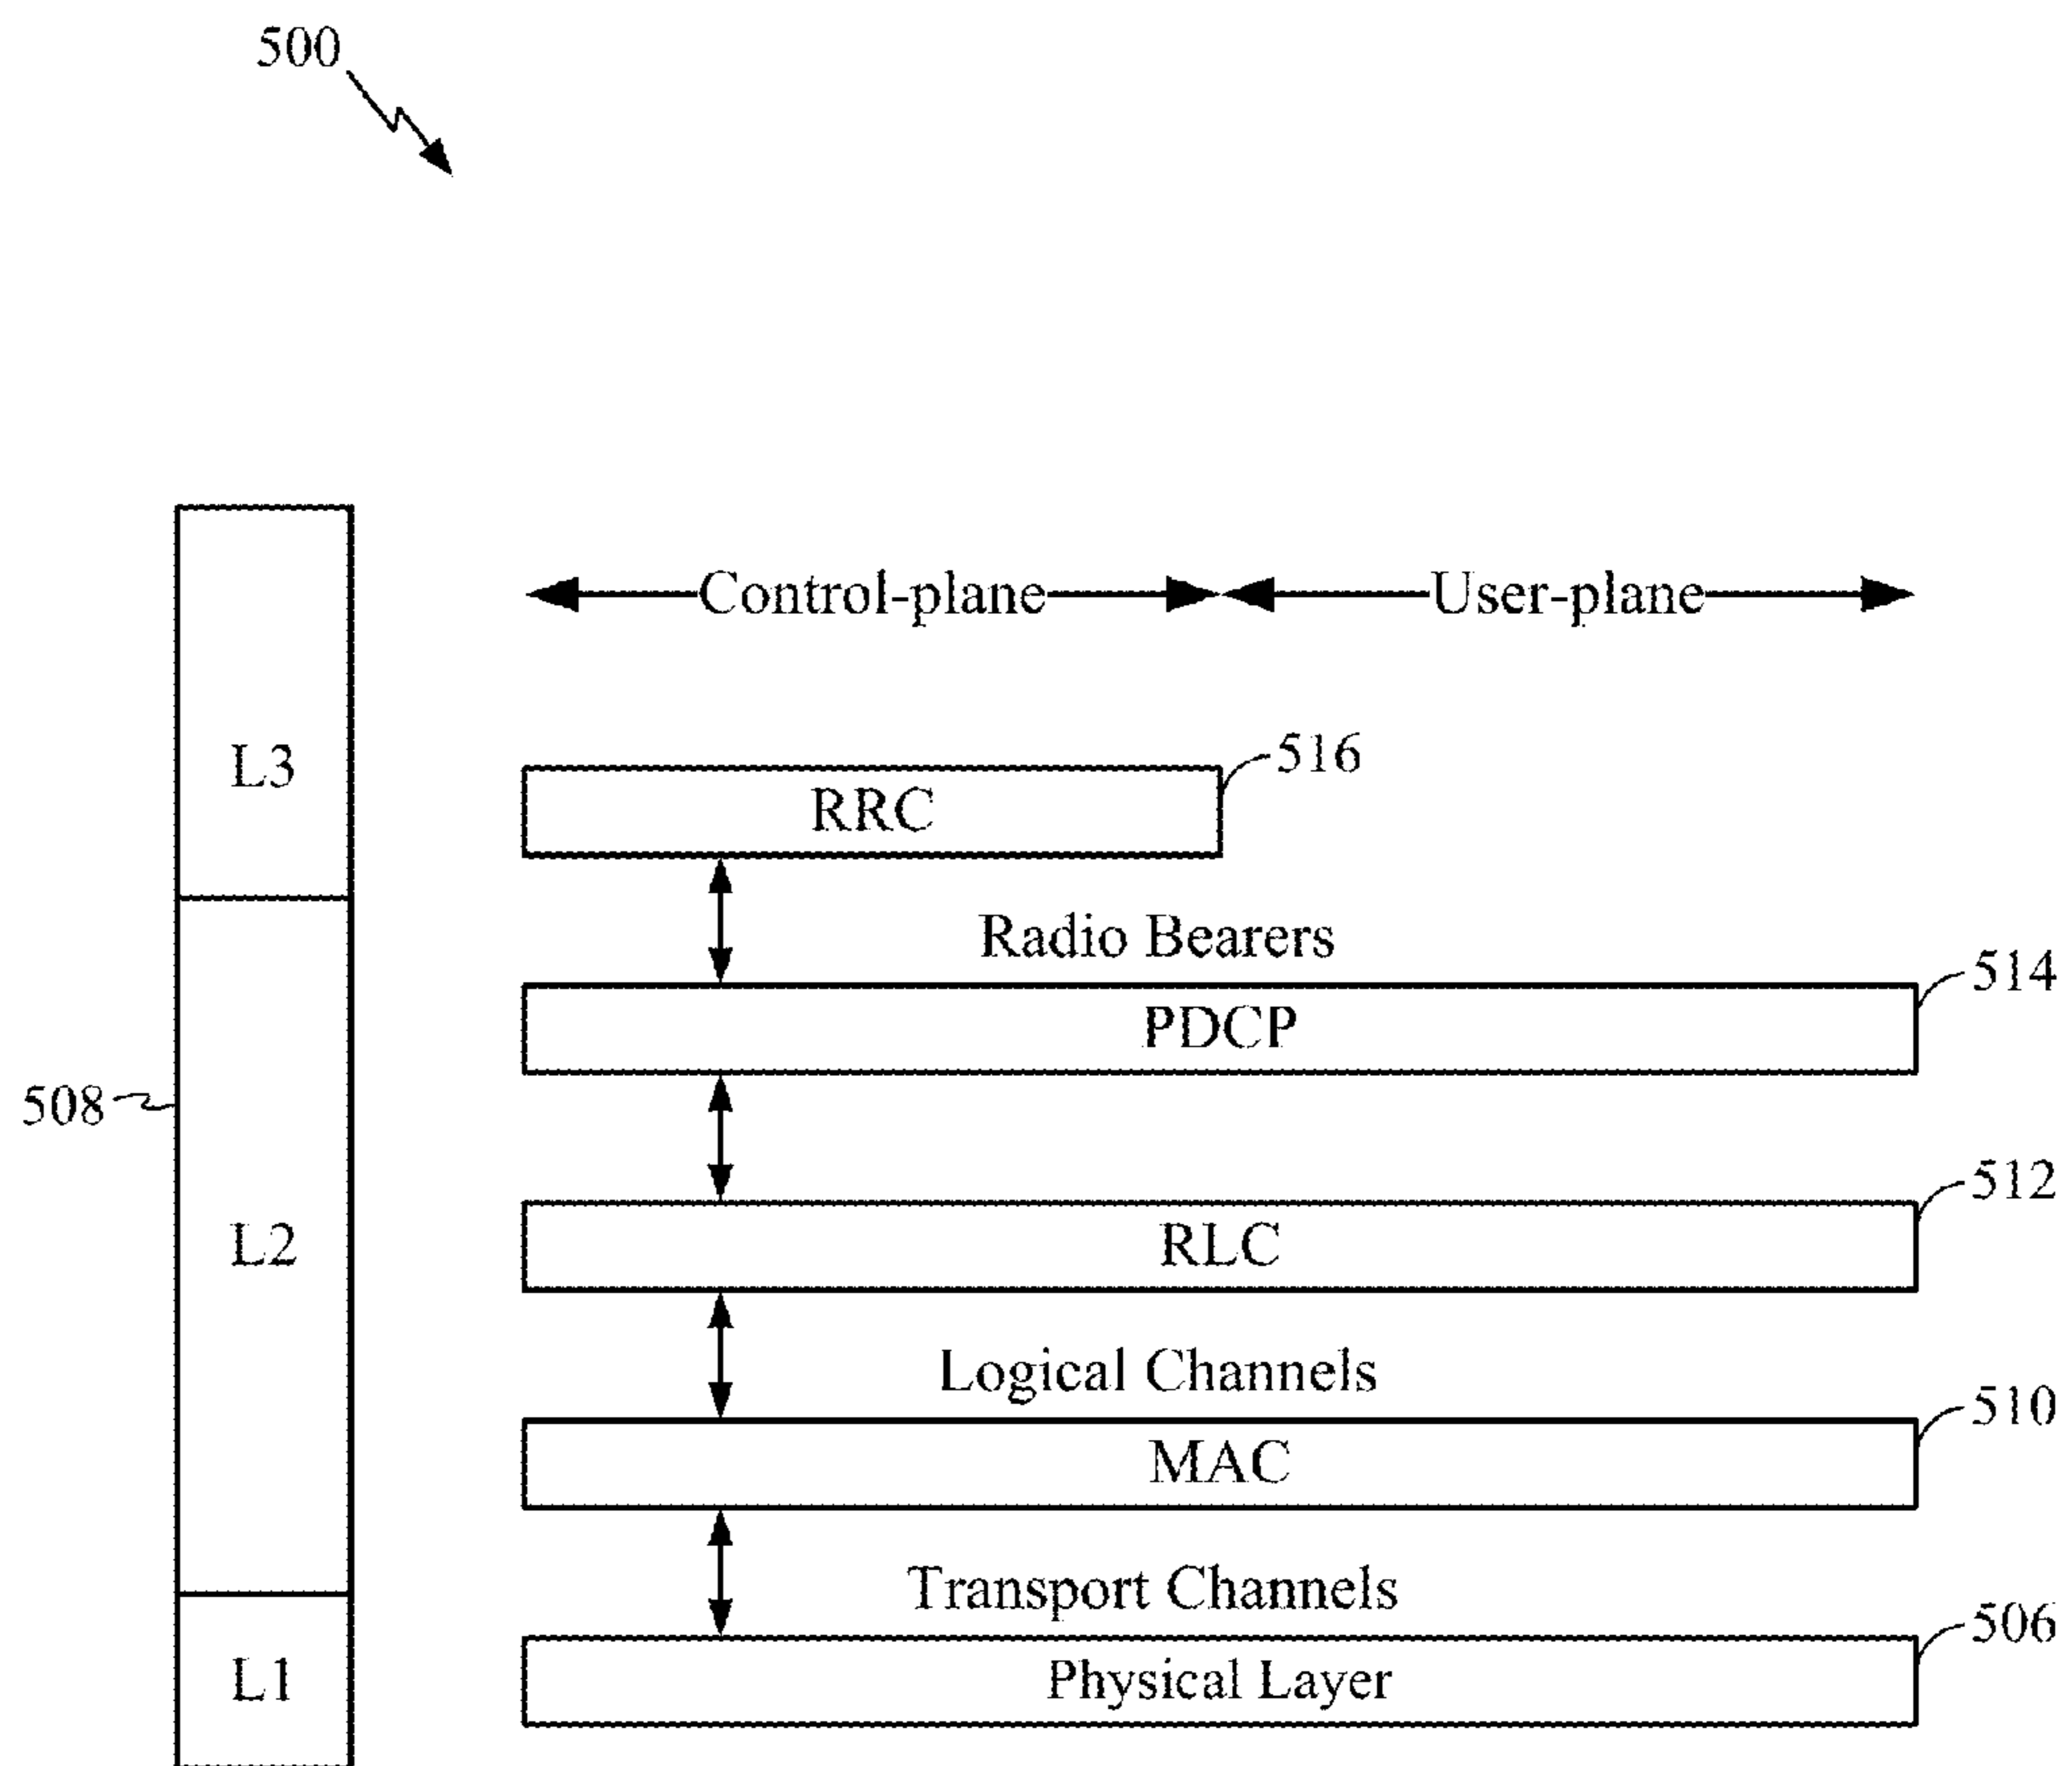 500
Control-plane User-plane
L3
516
RRC
Radio Bearers
514
PDCP
508
512
L2
RLC
Logical Channels
510
MAC
Transport Channels
506
L1
Physical Layer